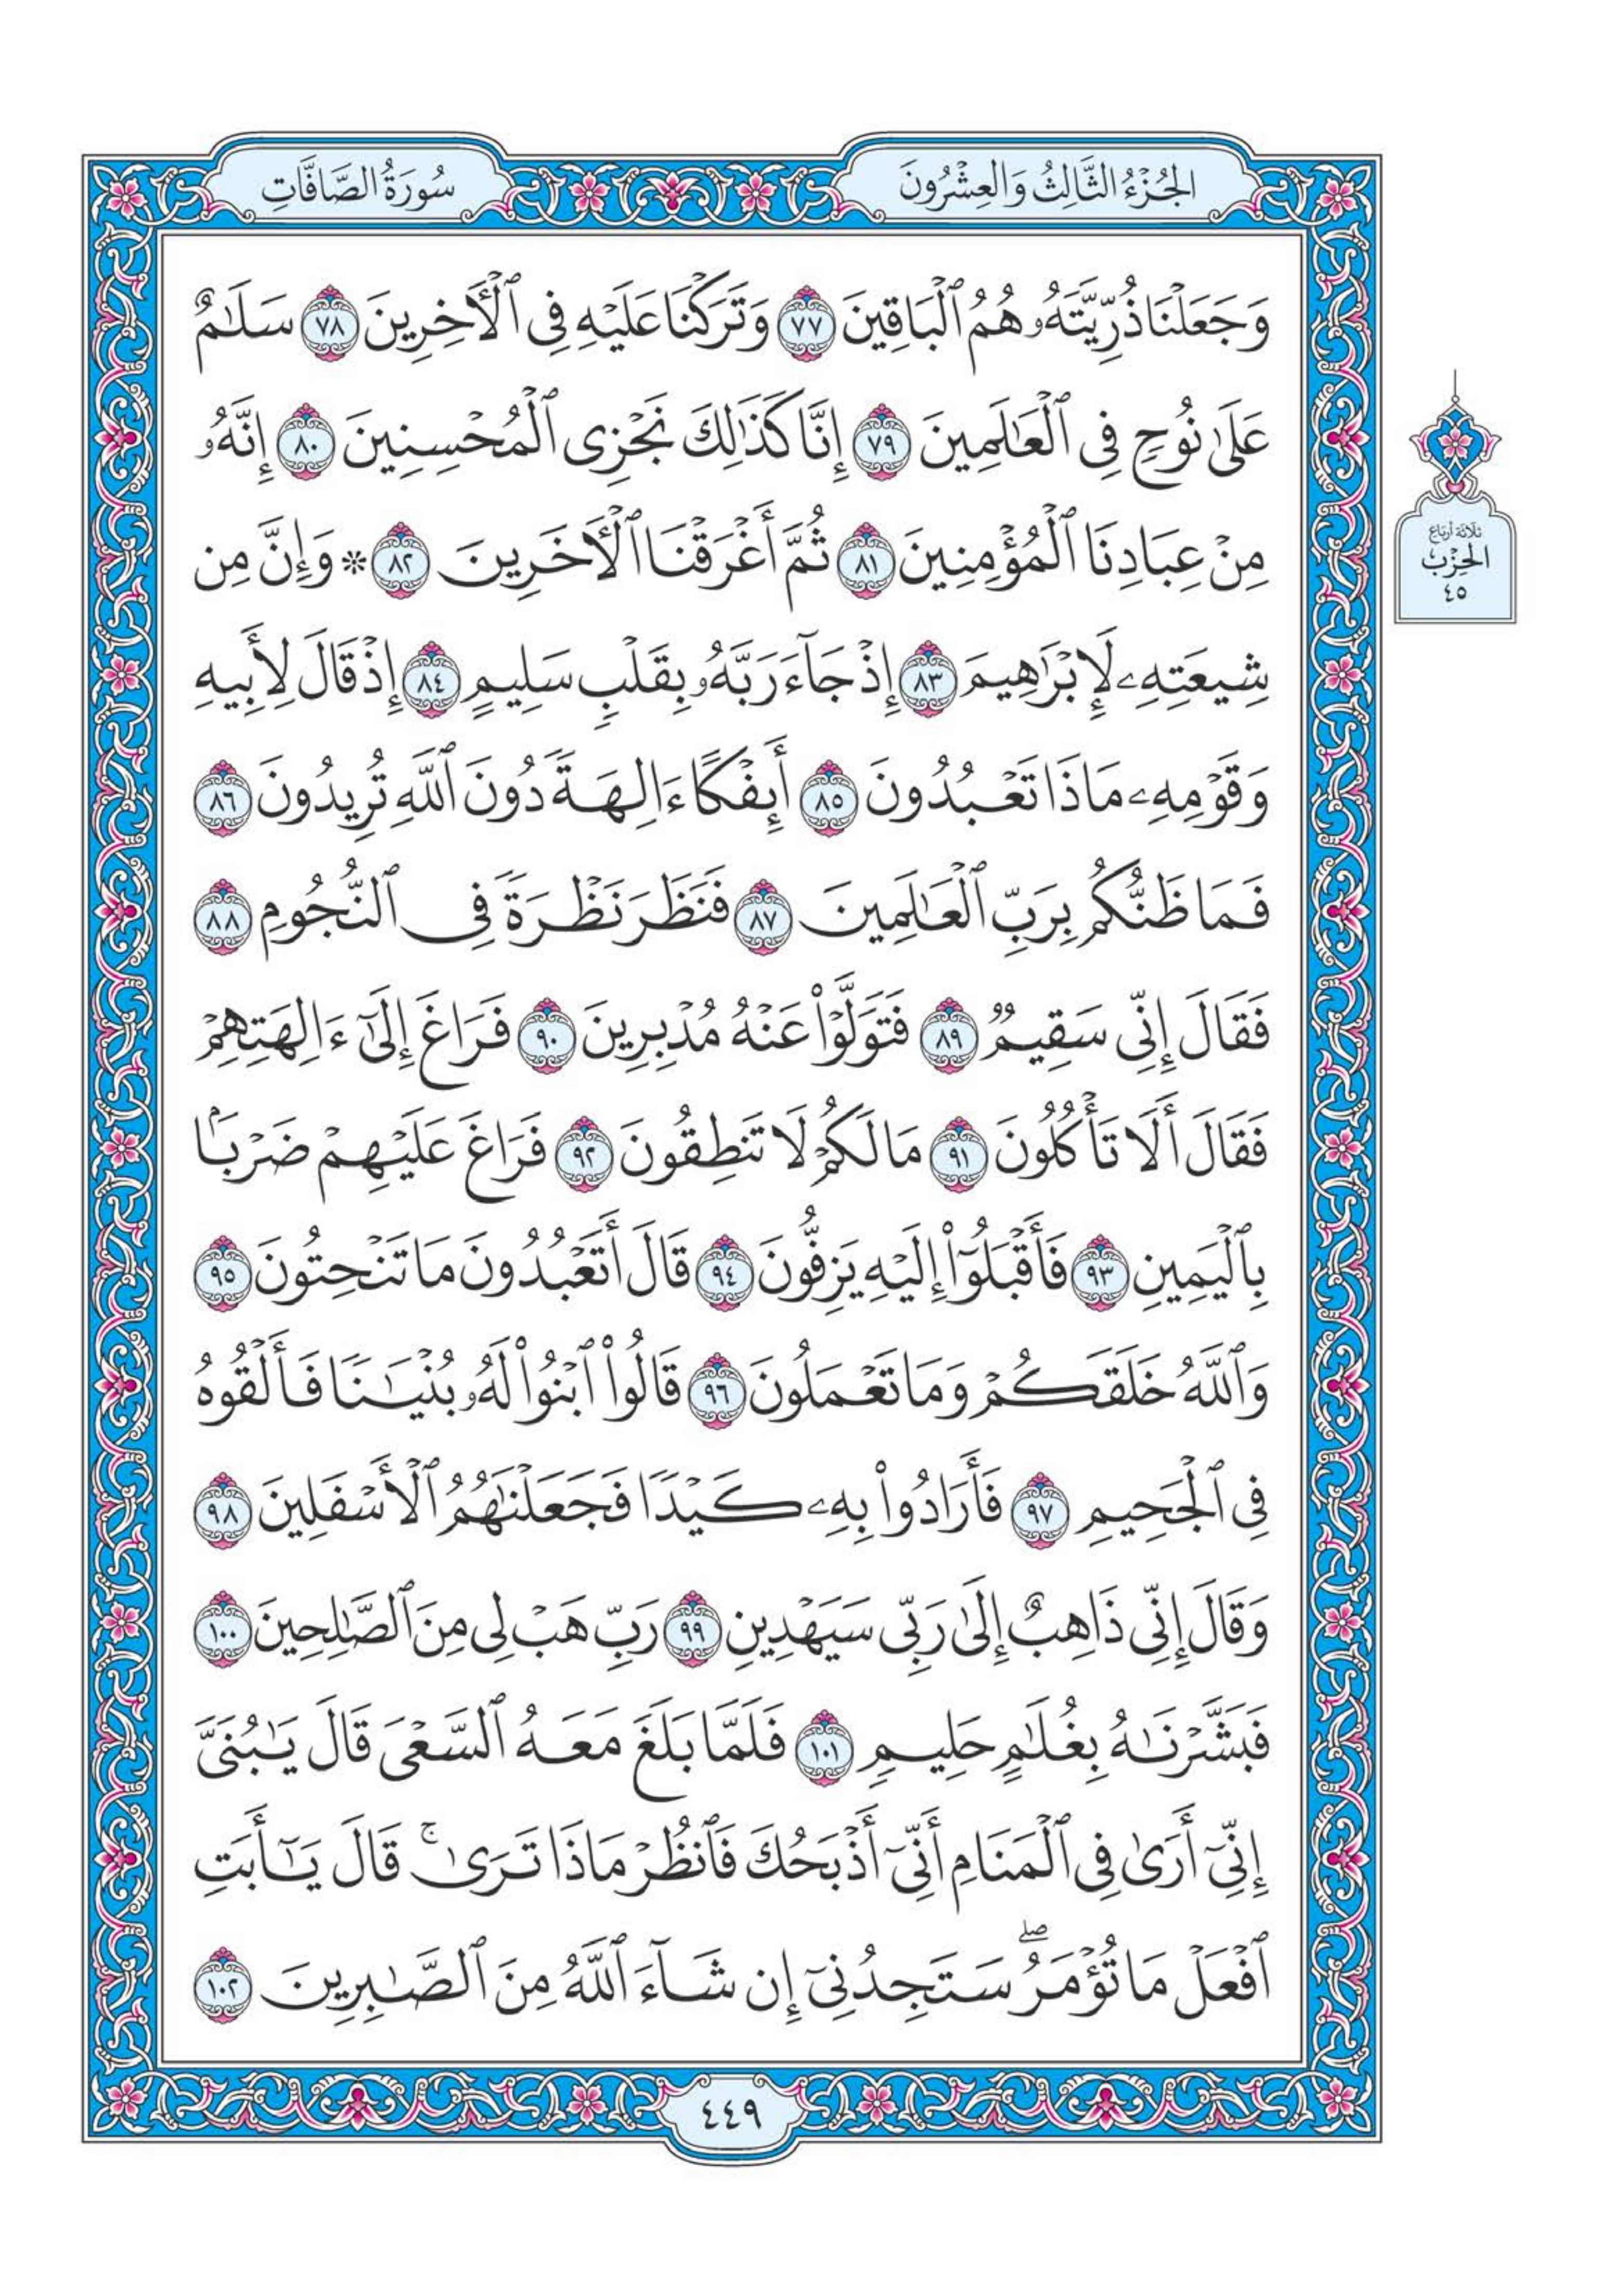 الجُزْءُ الثَّالِثُ وَالعِشْرُونَ
سُورَةُ الصَّافَّاتِ
وَجَعَلْنَا ذُرِّيَّتَهُۥ هُمُ ٱلْبَاقِينَ ٧٧ وَتَرَكْنَا عَلَيْهِ فِى ٱلْأَخِرِينَ ٧٨ سَلَـٰمٌ
عَلَىٰ نُوحٍ فِى ٱلْعَـٰلَمِينَ ٧٩ إِنَّا كَذَٰلِكَ نَجْزِى ٱلْمُحْسِنِينَ ٨٠ إِنَّهُۥ
مِنْ عِبَادِنَا ٱلْمُؤْمِنِينَ ٨١ ثُمَّ أَغْرَقْنَا ٱلْأَخَرِينَ ٨٢ * وَإِنَّ مِن
شِيعَتِهِۦ لَإِبْرَٰهِيمَ ٨٣ إِذْ جَآءَ رَبَّهُۥ بِقَلْبٍ سَلِيمٍ ٨٤ إِذْ قَالَ لِأَبِيهِ
وَقَوْمِهِۦ مَاذَا تَعْبُدُونَ ٨٥ أَئِفْكًا ءَالِهَةً دُونَ ٱللَّهِ تُرِيدُونَ ٨٦
فَمَا ظَنُّكُم بِرَبِّ ٱلْعَـٰلَمِينَ ٨٧ فَنَظَرَ نَظْرَةً فِى ٱلنُّجُومِ ٨٨
فَقَالَ إِنِّى سَقِيمٌ ٨٩ فَتَوَلَّوْا۟ عَنْهُ مُدْبِرِينَ ٩٠ فَرَاغَ إِلَىٰٓ ءَالِهَتِهِمْ
فَقَالَ أَلَا تَأْكُلُونَ ٩١ مَا لَكُمْ لَا تَنطِقُونَ ٩٢ فَرَاغَ عَلَيْهِمْ ضَرْبًۢا
بِٱلْيَمِينِ ٩٣ فَأَقْبَلُوٓا۟ إِلَيْهِ يَزِفُّونَ ٩٤ قَالَ أَتَعْبُدُونَ مَا تَنْحِتُونَ ٩٥
وَٱللَّهُ خَلَقَكُمْ وَمَا تَعْمَلُونَ ٩٦ قَالُوا۟ ٱبْنُوا۟ لَهُۥ بُنْيَـٰنًا فَأَلْقُوهُ
فِى ٱلْجَحِيمِ ٩٧ فَأَرَادُوا۟ بِهِۦ كَيْدًا فَجَعَلْنَـٰهُمُ ٱلْأَسْفَلِينَ ٩٨
وَقَالَ إِنِّى ذَاهِبٌ إِلَىٰ رَبِّى سَيَهْدِينِ ٩٩ رَبِّ هَبْ لِى مِنَ ٱلصَّـٰلِحِينَ ١٠٠
فَبَشَّرْنَـٰهُ بِغُلَـٰمٍ حَلِيمٍ ١٠١ فَلَمَّا بَلَغَ مَعَهُ ٱلسَّعْىَ قَالَ يَـٰبُنَىَّ
إِنِّىٓ أَرَىٰ فِى ٱلْمَنَامِ أَنِّىٓ أَذْبَحُكَ فَٱنظُرْ مَاذَا تَرَىٰ ۚ قَالَ يَـٰٓأَبَتِ
ٱفْعَلْ مَا تُؤْمَرُ ۖ سَتَجِدُنِىٓ إِن شَآءَ ٱللَّهُ مِنَ ٱلصَّـٰبِرِينَ ١٠٢
ثَلَاثَة أَربَاع
الحِزْب
٤٥
٤٤٩